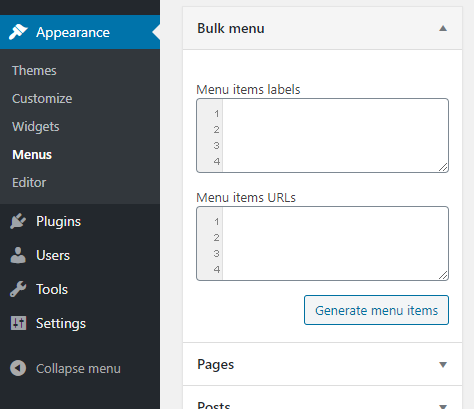 Appearance
Themes
Customize
Widgets
Menus
Editor
Plugins
Users
Tools
Settings
Collapse menu
Bulk menu
Menu items labels
1
2
3
4
Menu items URLs
1
2
3
4
Generate menu items
Pages
Posts